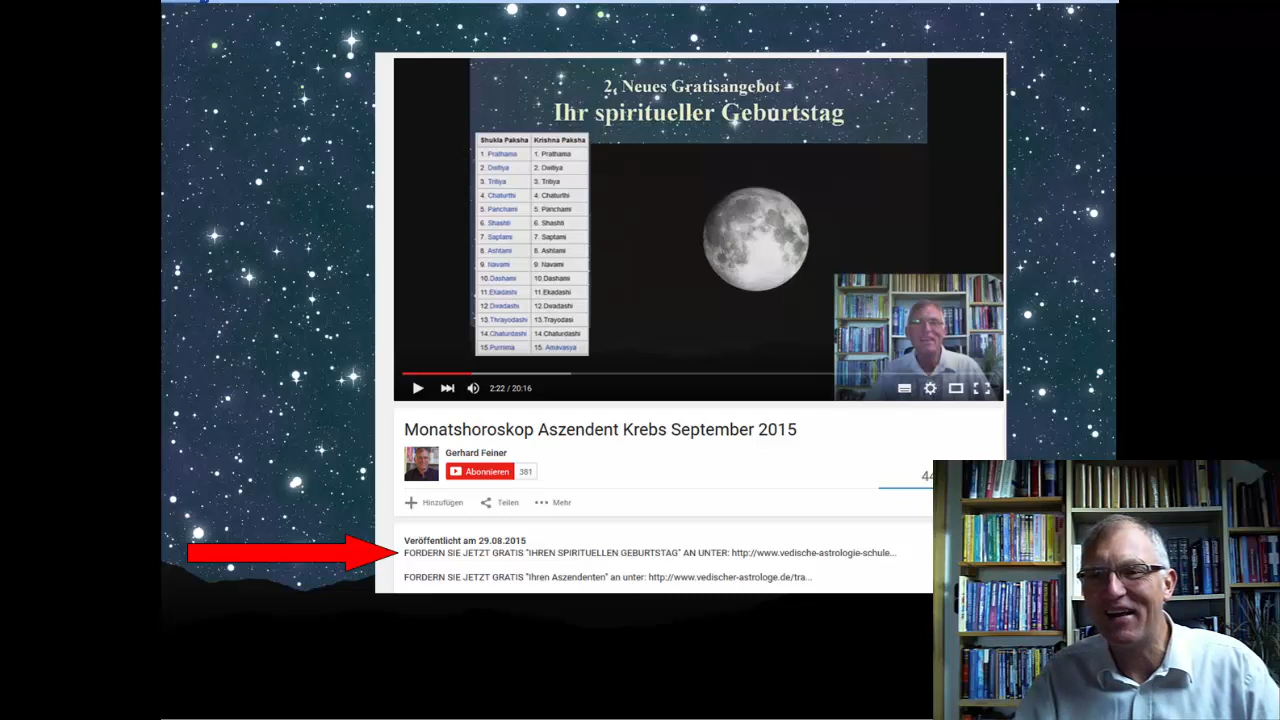 2. Neues Gratisangebot –
Ihr spiritueller Geburtstag
Shukla Paksha Krishna Paksha
1. Prathama 1. Prathama
2. Dwitiya 2. Dwitiya
3. Tritiya 3. Tritiya
4. Chaturthi 4. Chaturthi
5. Panchami 5. Panchami
6. Shashti 6. Shashti
7. Saptami 7. Saptami
8. Ashtami 8. Ashtami
9. Navami 9. Navami
10.Dashami 10.Dashami
11.Ekadashi 11.Ekadashi
12.Dwadashi 12.Dwadashi
13.Thrayodashi 13.Trayodasi
14.Chaturdashi 14.Chaturdashi
15.Purnima 15. Amavasya
2:22 / 20:16
Monatshoroskop Aszendent Krebs September 2015
Gerhard Feiner
Abonnieren 381
44
Hinzufügen Teilen Mehr
Veröffentlicht am 29.08.2015
FORDERN SIE JETZT GRATIS "IHREN SPIRITUELLEN GEBURTSTAG" AN UNTER: http://www.vedische-astrologie-schule...
FORDERN SIE JETZT GRATIS "Ihren Aszendenten" an unter: http://www.vedischer-astrologe.de/tra...